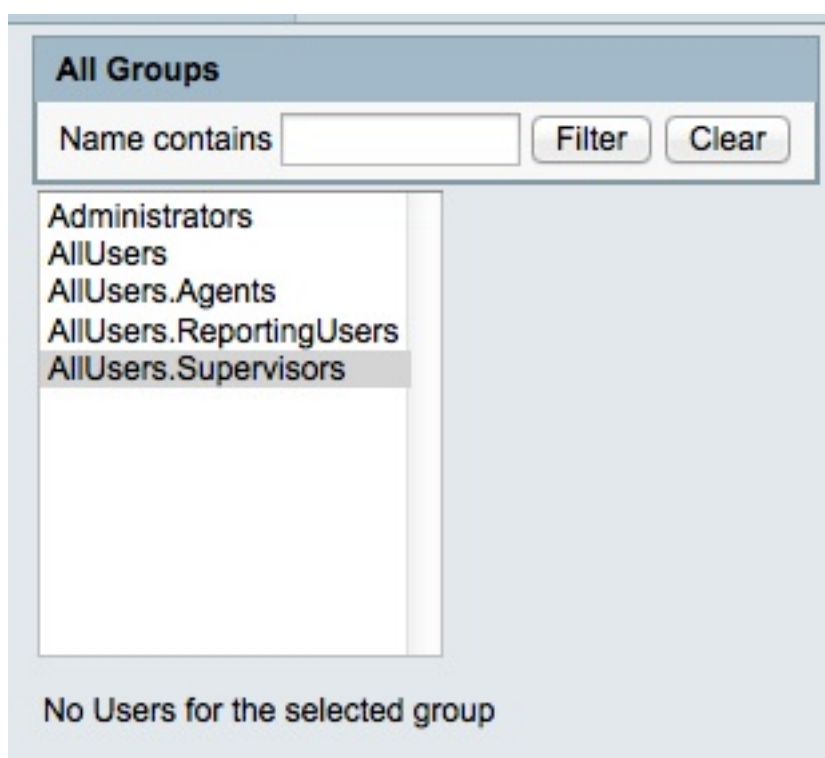 All Groups
Name contains Filter Clear
Administrators
AllUsers
AllUsers.Agents
AllUsers.ReportingUsers
AllUsers.Supervisors
No Users for the selected group